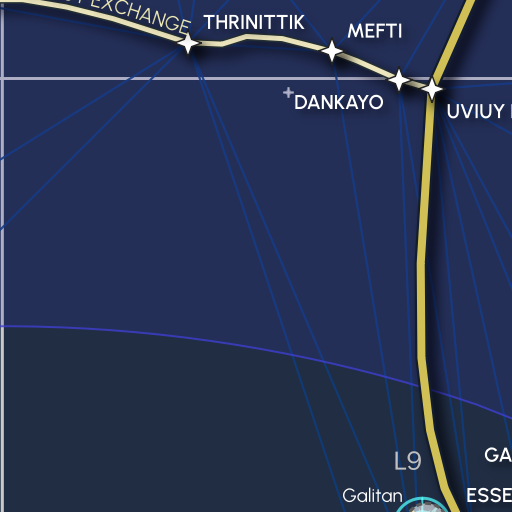 EXCHANGE
THRINITTIK
MEFTI
DANKAYO
UVIUY
L9
GA
Galitan
ESSE